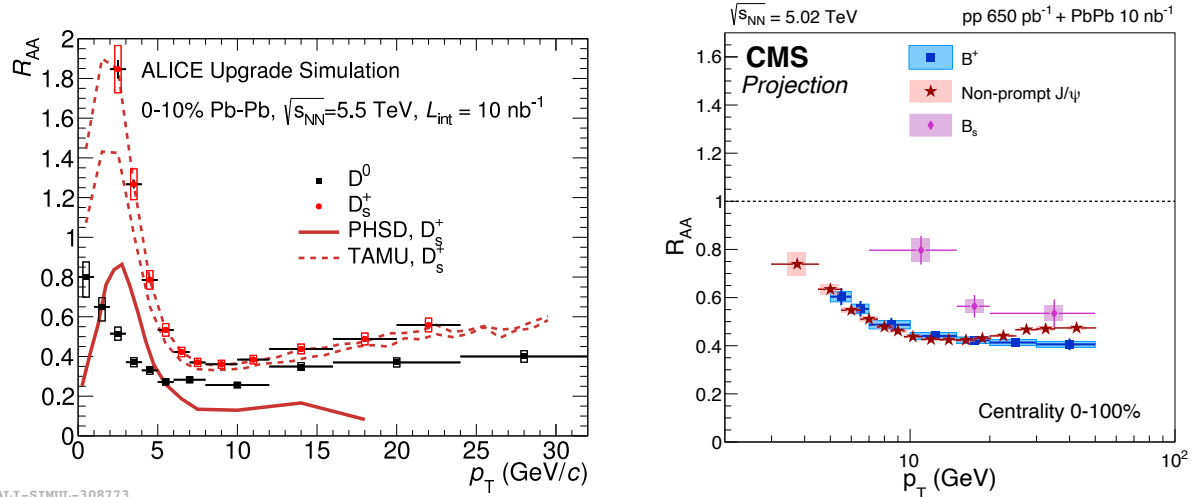 R_AA
2
1.8
1.6
1.4
1.2
1
0.8
0.6
0.4
0.2
0
ALICE Upgrade Simulation
0-10% Pb-Pb, √s_NN=5.5 TeV, L_int = 10 nb⁻¹
D⁰
D_s⁺
PHSD, D_s⁺
TAMU, D_s⁺
0 5 10 15 20 25 30
p_T (GeV/c)
ALI-SIMUL-308773
√s_NN = 5.02 TeV pp 650 pb⁻¹ + PbPb 10 nb⁻¹
CMS
Projection
B⁺
Non-prompt J/ψ
B_s
R_AA
1.6
1.4
1.2
1
0.8
0.6
0.4
0.2
0
Centrality 0-100%
10 10²
p_T (GeV)